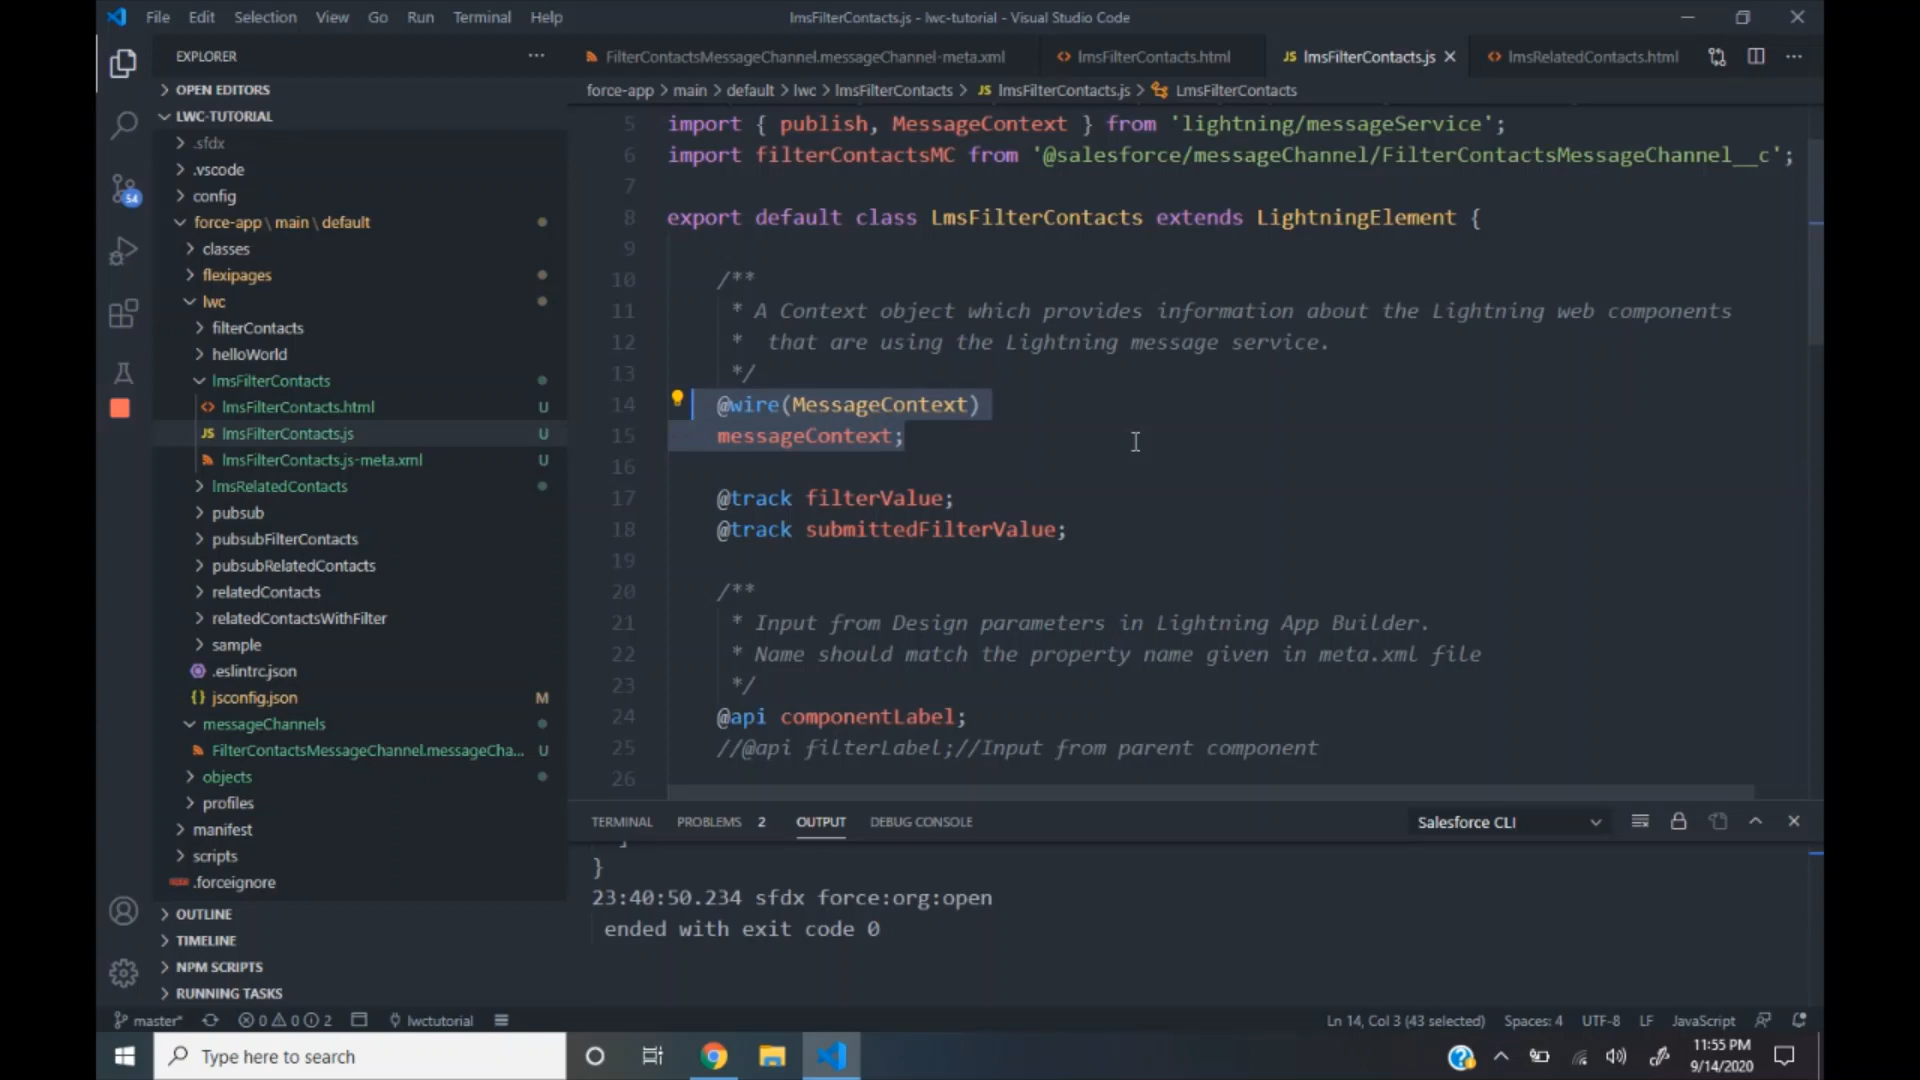 File Edit Selection View Go Run Terminal Help
lmsFilterContacts.js - lwc-tutorial - Visual Studio Code
EXPLORER
OPEN EDITORS
LWC-TUTORIAL
.sfdx
.vscode
config
force-app \ main \ default
classes
flexipages
lwc
filterContacts
helloWorld
lmsFilterContacts
lmsFilterContacts.html U
lmsFilterContacts.js U
lmsFilterContacts.js-meta.xml U
lmsRelatedContacts
pubsub
pubsubFilterContacts
pubsubRelatedContacts
relatedContacts
relatedContactsWithFilter
sample
.eslintrc.json
jsconfig.json M
messageChannels
FilterContactsMessageChannel.messageCha... U
objects
profiles
manifest
scripts
.forceignore
OUTLINE
TIMELINE
NPM SCRIPTS
RUNNING TASKS
54
FilterContactsMessageChannel.messageChannel-meta.xml
lmsFilterContacts.html
JS lmsFilterContacts.js
lmsRelatedContacts.html
force-app > main > default > lwc > lmsFilterContacts > JS lmsFilterContacts.js > LmsFilterContacts
5 import { publish, MessageContext } from 'lightning/messageService';
6 import filterContactsMC from '@salesforce/messageChannel/FilterContactsMessageChannel__c';
7
8 export default class LmsFilterContacts extends LightningElement {
9
10 /**
11 * A Context object which provides information about the Lightning web components
12 * that are using the Lightning message service.
13 */
14 @wire(MessageContext)
15 messageContext;
16
17 @track filterValue;
18 @track submittedFilterValue;
19
20 /**
21 * Input from Design parameters in Lightning App Builder.
22 * Name should match the property name given in meta.xml file
23 */
24 @api componentLabel;
25 //@api filterLabel;//Input from parent component
26
TERMINAL PROBLEMS 2 OUTPUT DEBUG CONSOLE
Salesforce CLI
}
23:40:50.234 sfdx force:org:open
ended with exit code 0
master* 0 0 2 lwctutorial
Ln 14, Col 3 (43 selected) Spaces: 4 UTF-8 LF JavaScript
Type here to search
11:55 PM
9/14/2020